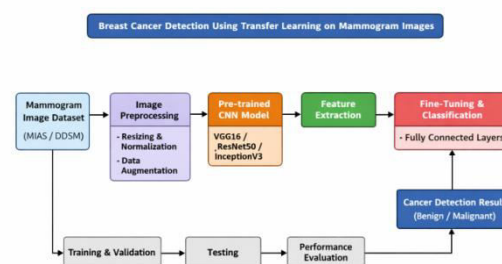 Breast Cancer Detection Using Transfer Learning on Mammogram Images
Mammogram
Image Dataset
(MIAS / DDSM)
Image
Preprocessing
- Resizing &
Normalization
- Data
Augmentation
Pre-trained
CNN Model
VGG16 /
ResNet50 /
InceptionV3
Feature
Extraction
Fine-Tuning &
Classification
- Fully Connected Layers
Cancer Detection Resul
(Benign / Malignant)
Training & Validation
Testing
Performance
Evaluation